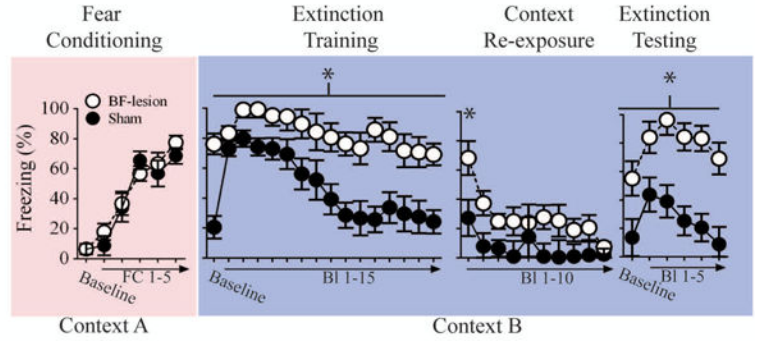 Fear
Conditioning
Extinction
Training
Context
Re-exposure
Extinction
Testing
Freezing (%)
100
80
60
40
20
0
BF-lesion
Sham
*
*
*
Baseline
FC 1-5
Baseline
Bl 1-15
Bl 1-10
Baseline
Bl 1-5
Context A
Context B